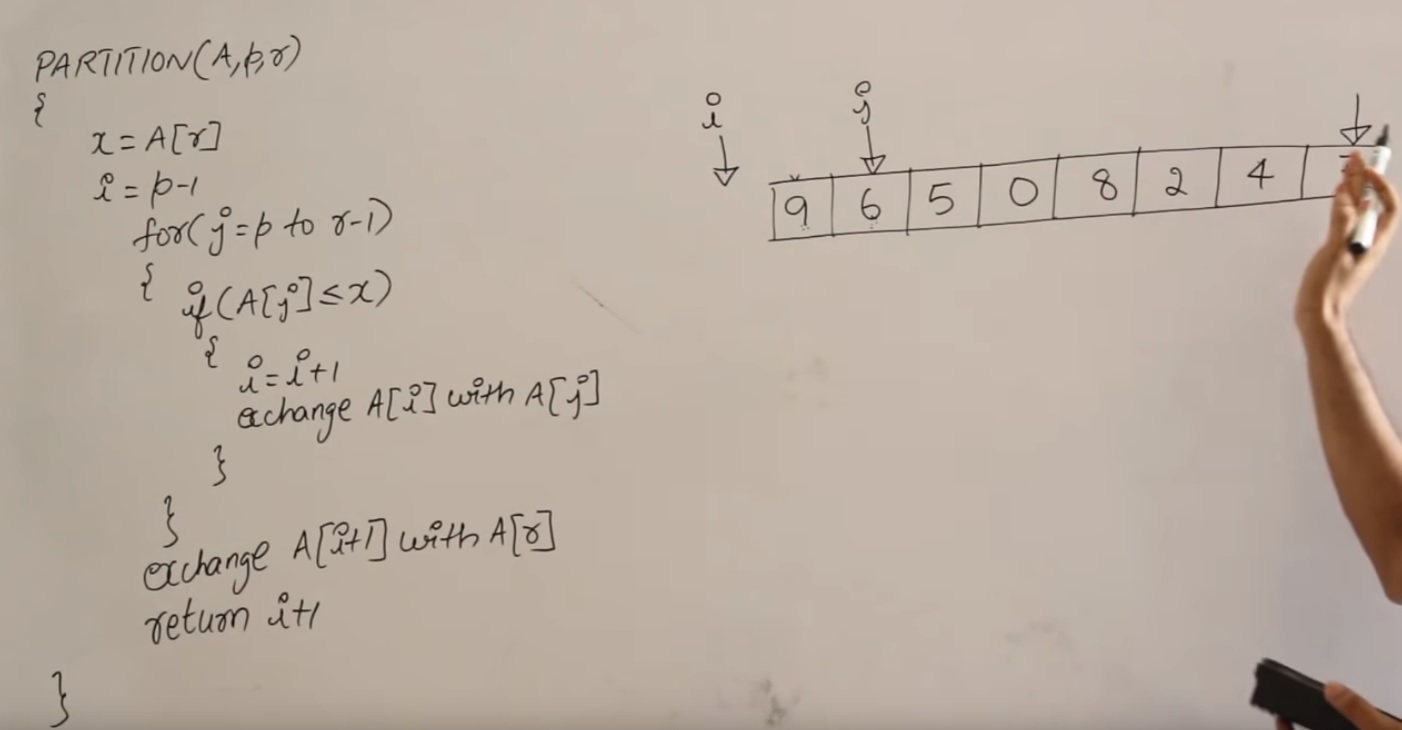 PARTITION(A,p,r)
{
x = A[r]
i = p-1
for(j=p to r-1)
{ if(A[j]≤x)
{ i=i+1
exchange A[i] with A[j]
}
}
exchange A[i+1] with A[r]
return i+1
}
i j
9 6 5 0 8 2 4